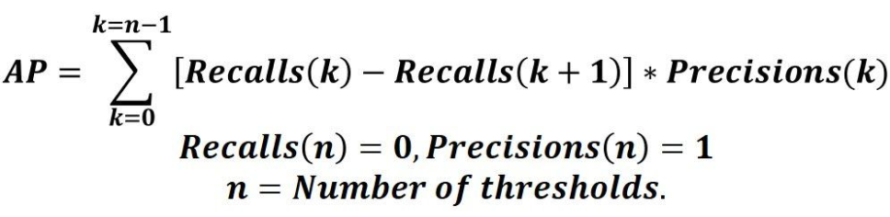 k=n−1
AP = ∑ [Recalls(k) − Recalls(k + 1)] ∗ Precisions(k)
k=0
Recalls(n) = 0, Precisions(n) = 1
n = Number of thresholds.